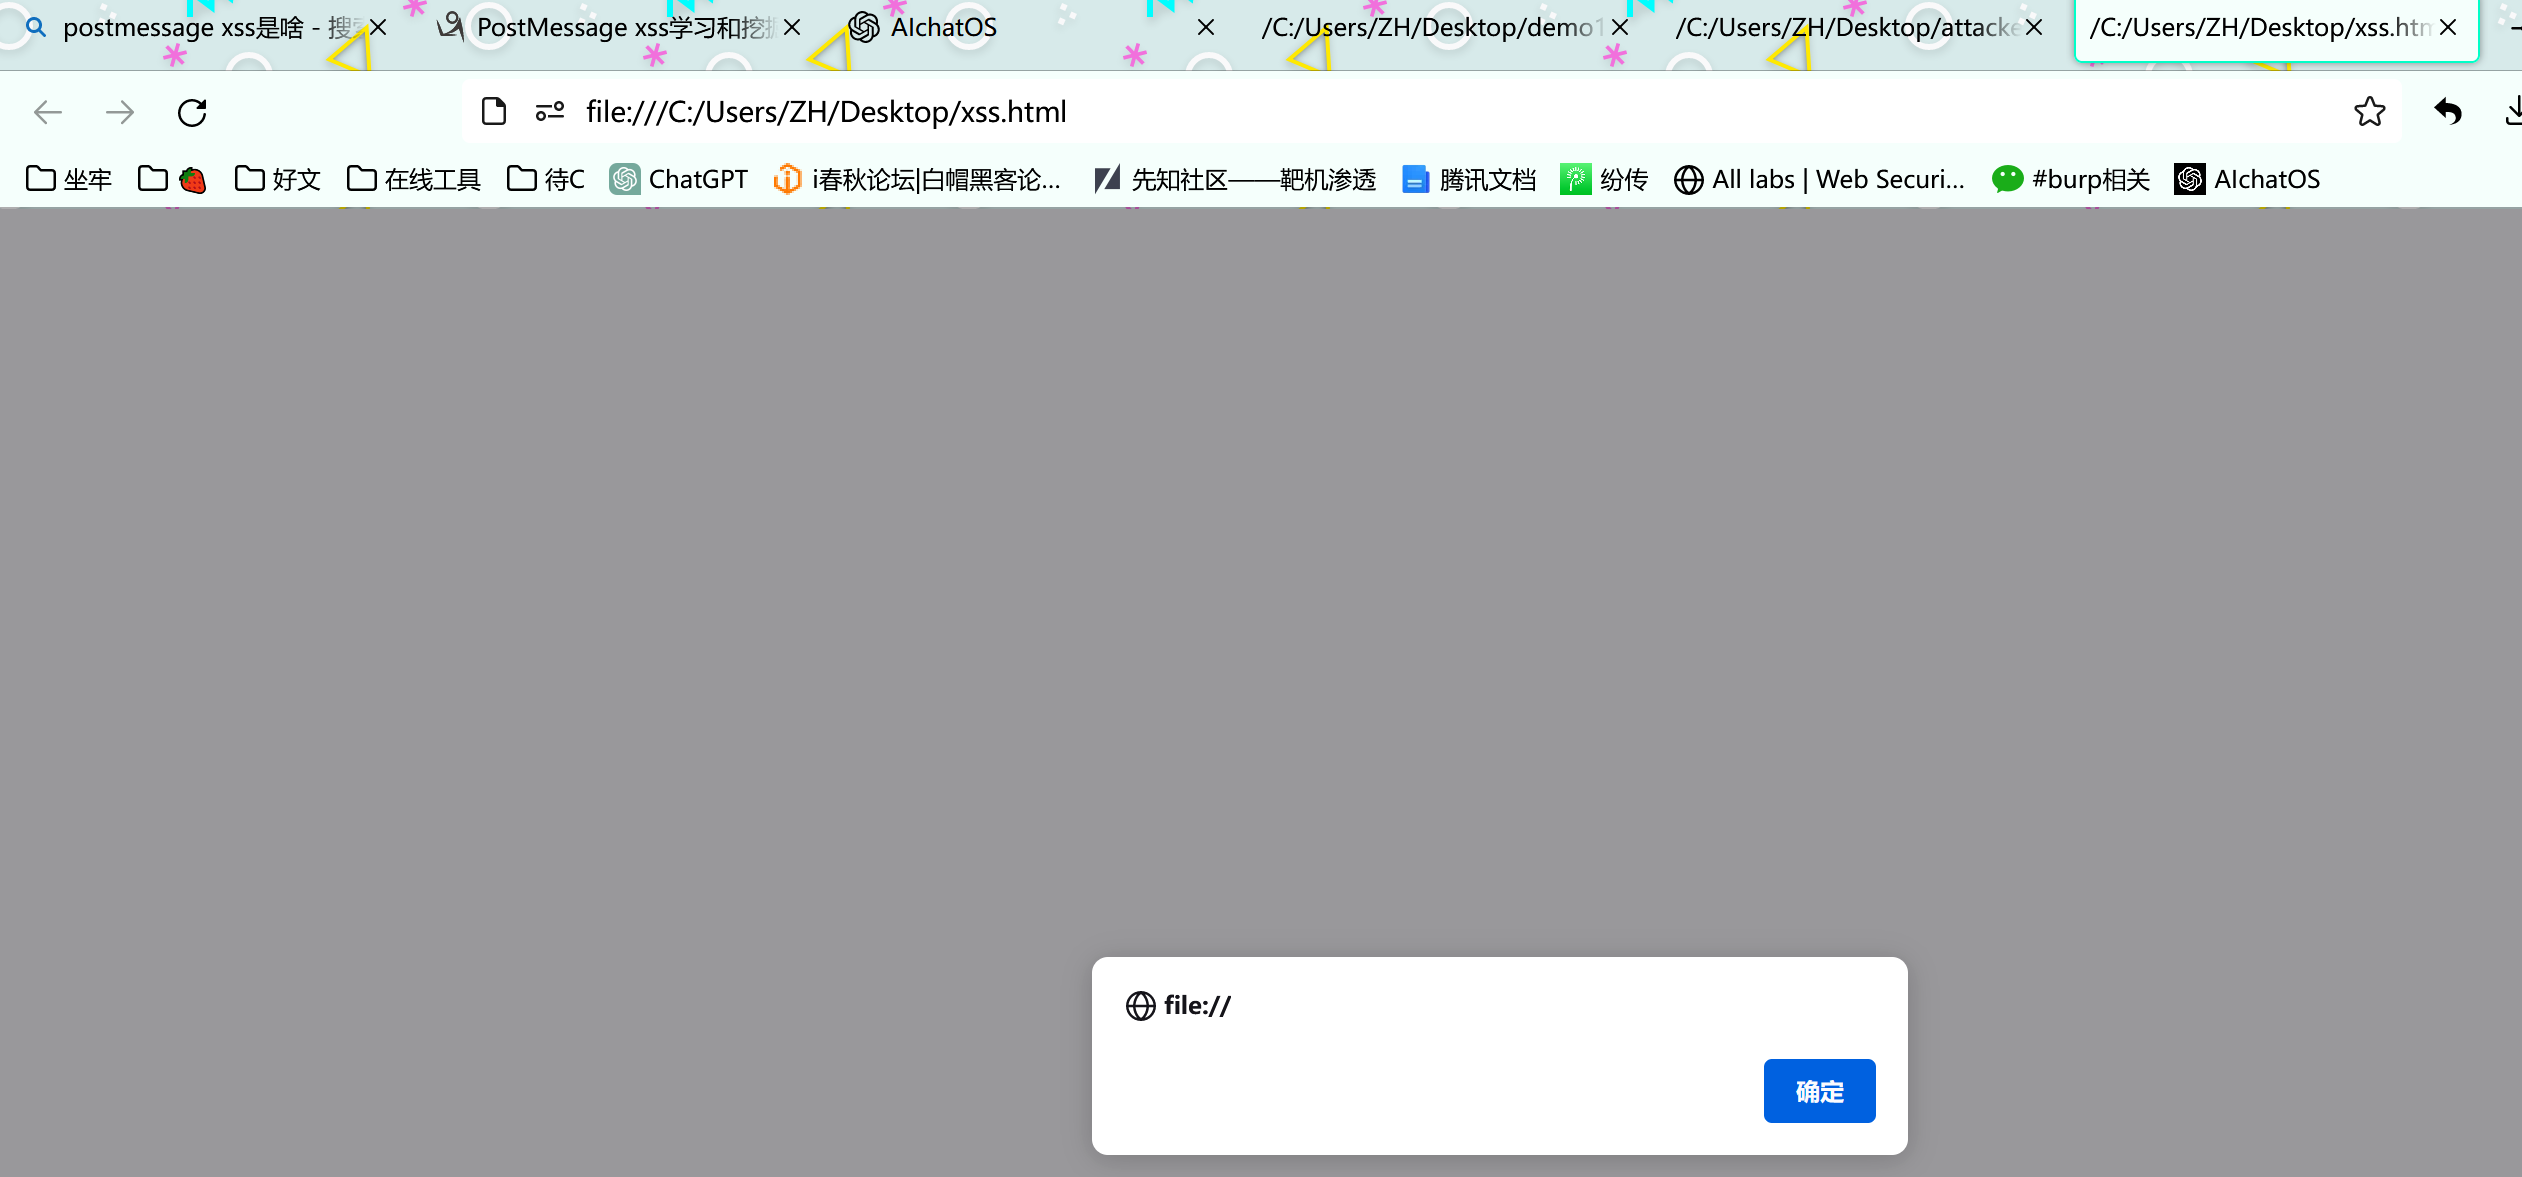 postmessage xss是啥 - 搜索
PostMessage xss学习和挖掘
AIchatOS
/C:/Users/ZH/Desktop/demo1
/C:/Users/ZH/Desktop/attacke
/C:/Users/ZH/Desktop/xss.htm
file:///C:/Users/ZH/Desktop/xss.html
坐牢 好文 在线工具 待C ChatGPT i春秋论坛|白帽黑客论... 先知社区——靶机渗透 腾讯文档 纷传 All labs | Web Securi... #burp相关 AIchatOS
file://
确定